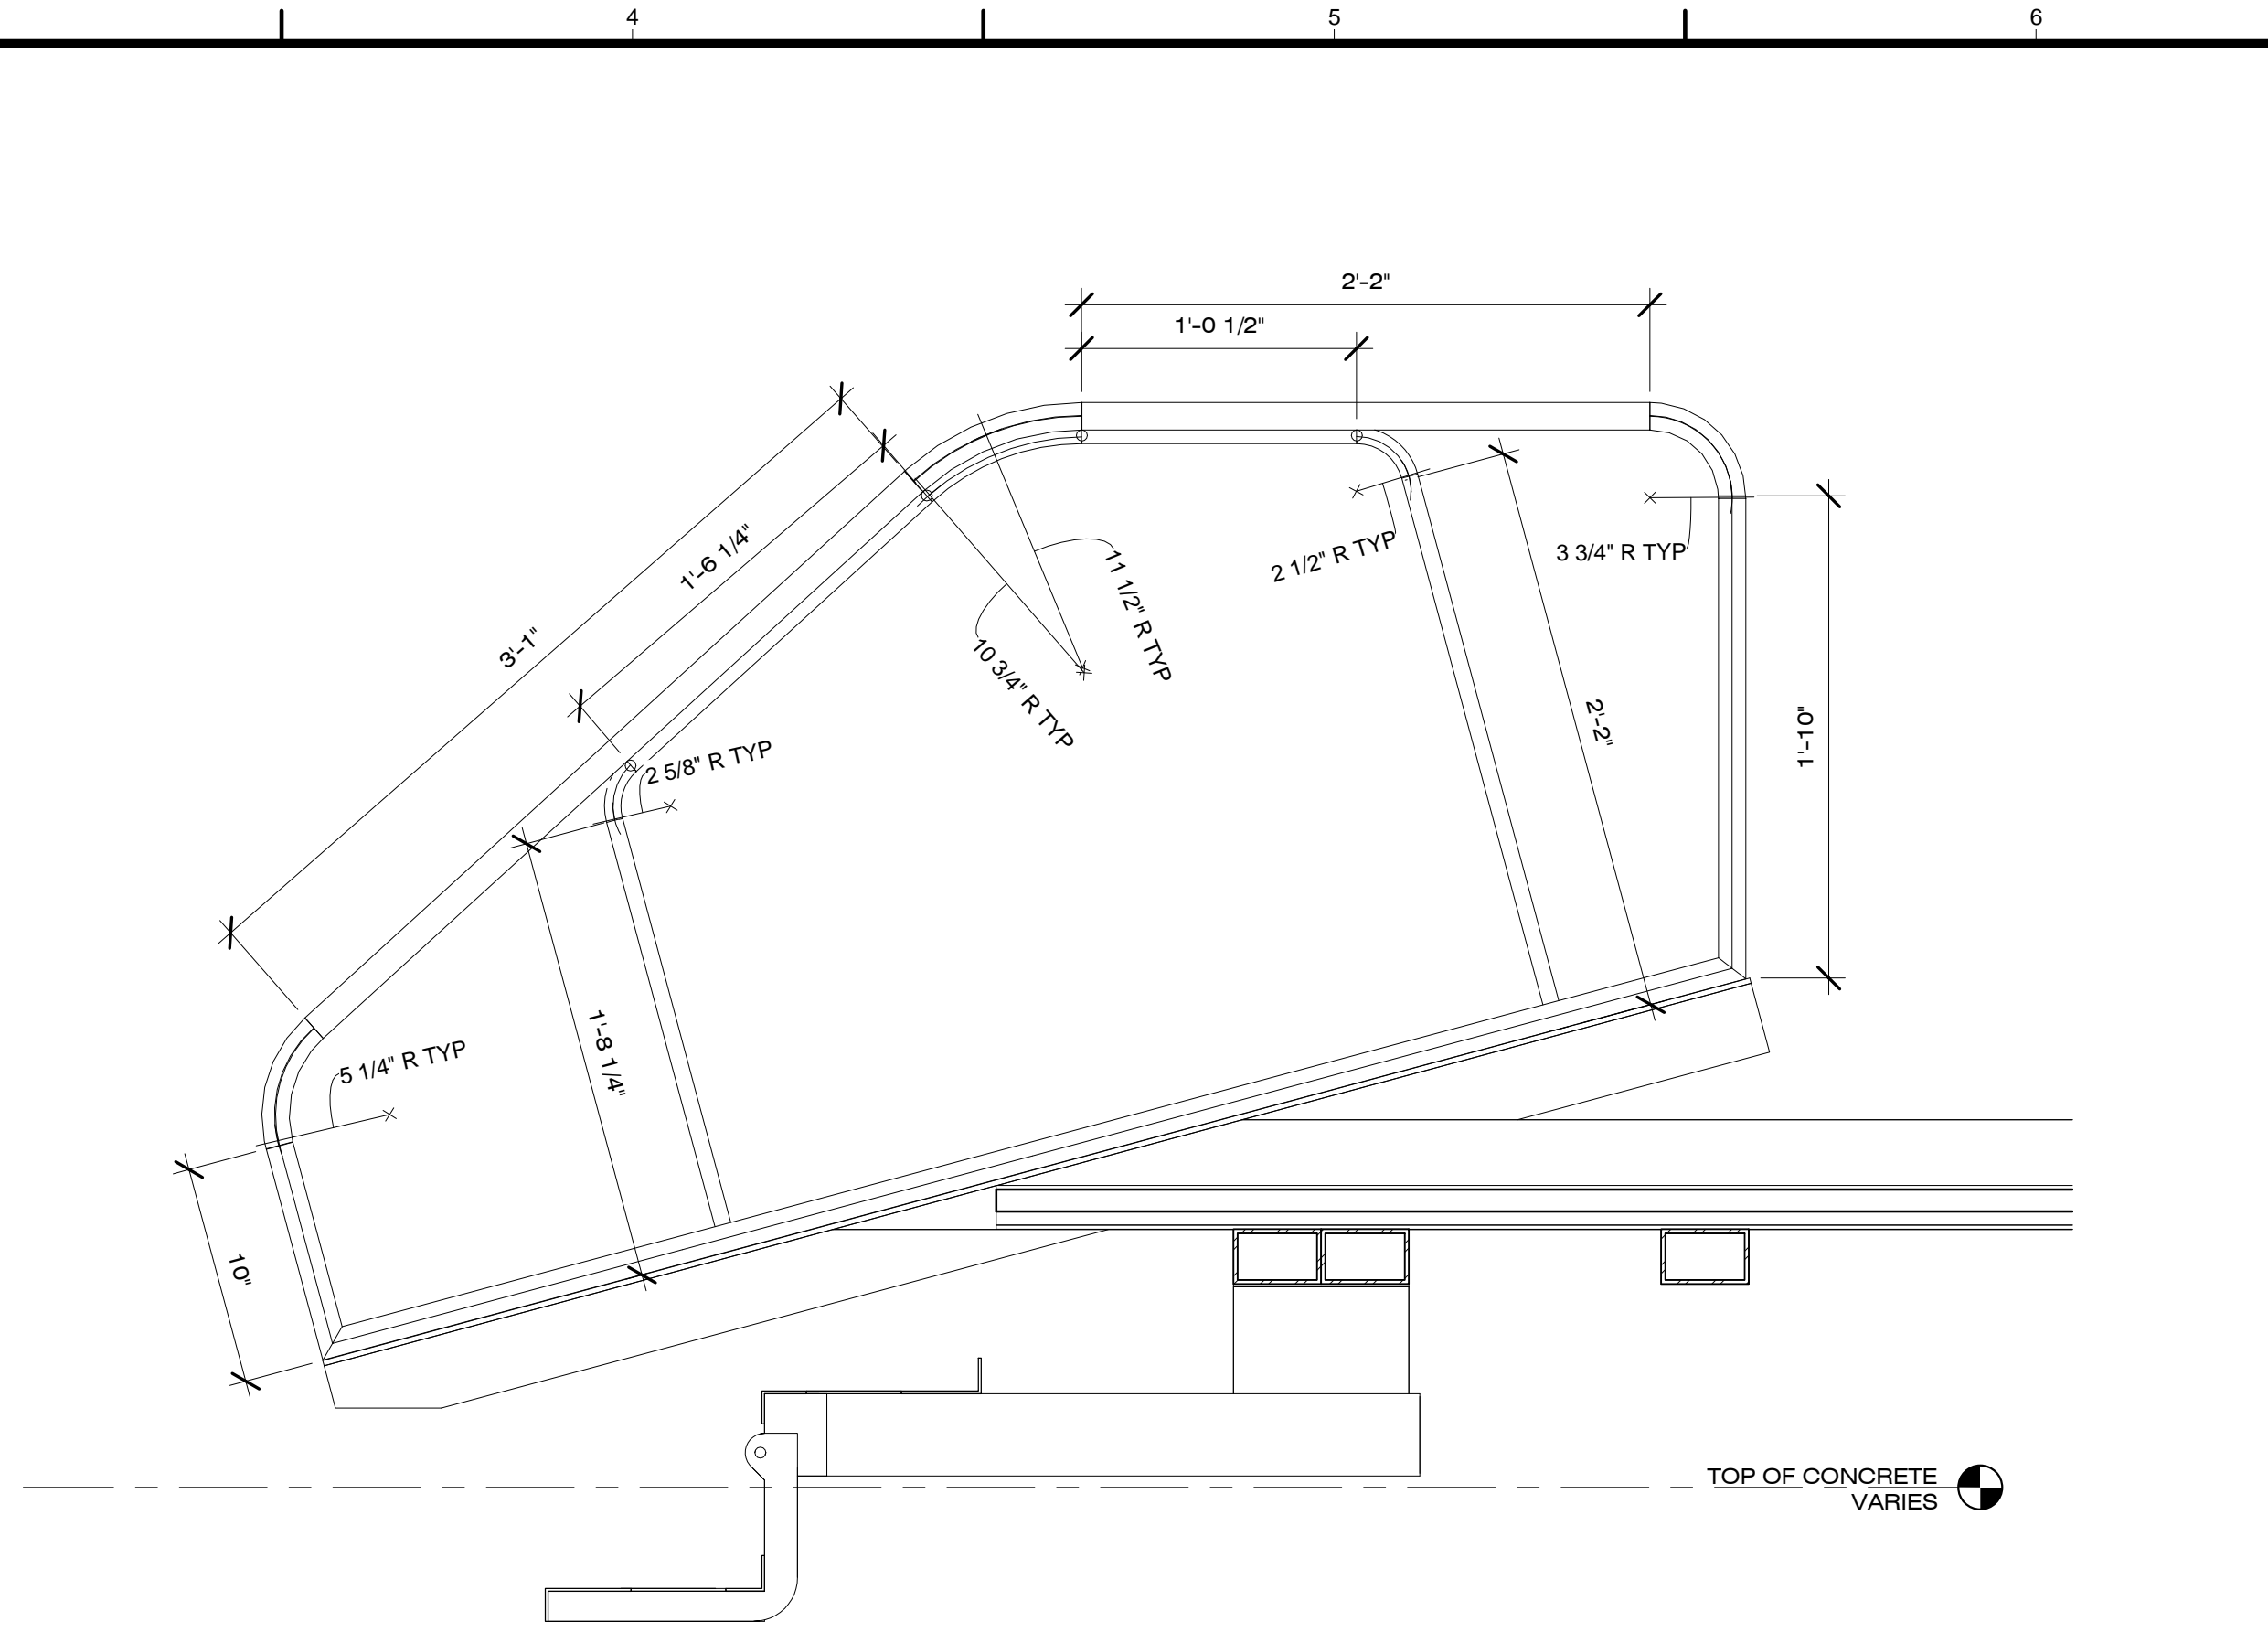 4
5
6
2'-2"
1'-0 1/2"
1'-6 1/4"
3'-1"
11 1/2" R TYP
2 1/2" R TYP
3 3/4" R TYP
10 3/4" R TYP
2'-2"
1'-10"
2 5/8" R TYP
1'-8 1/4"
5 1/4" R TYP
10"
TOP OF CONCRETE
VARIES